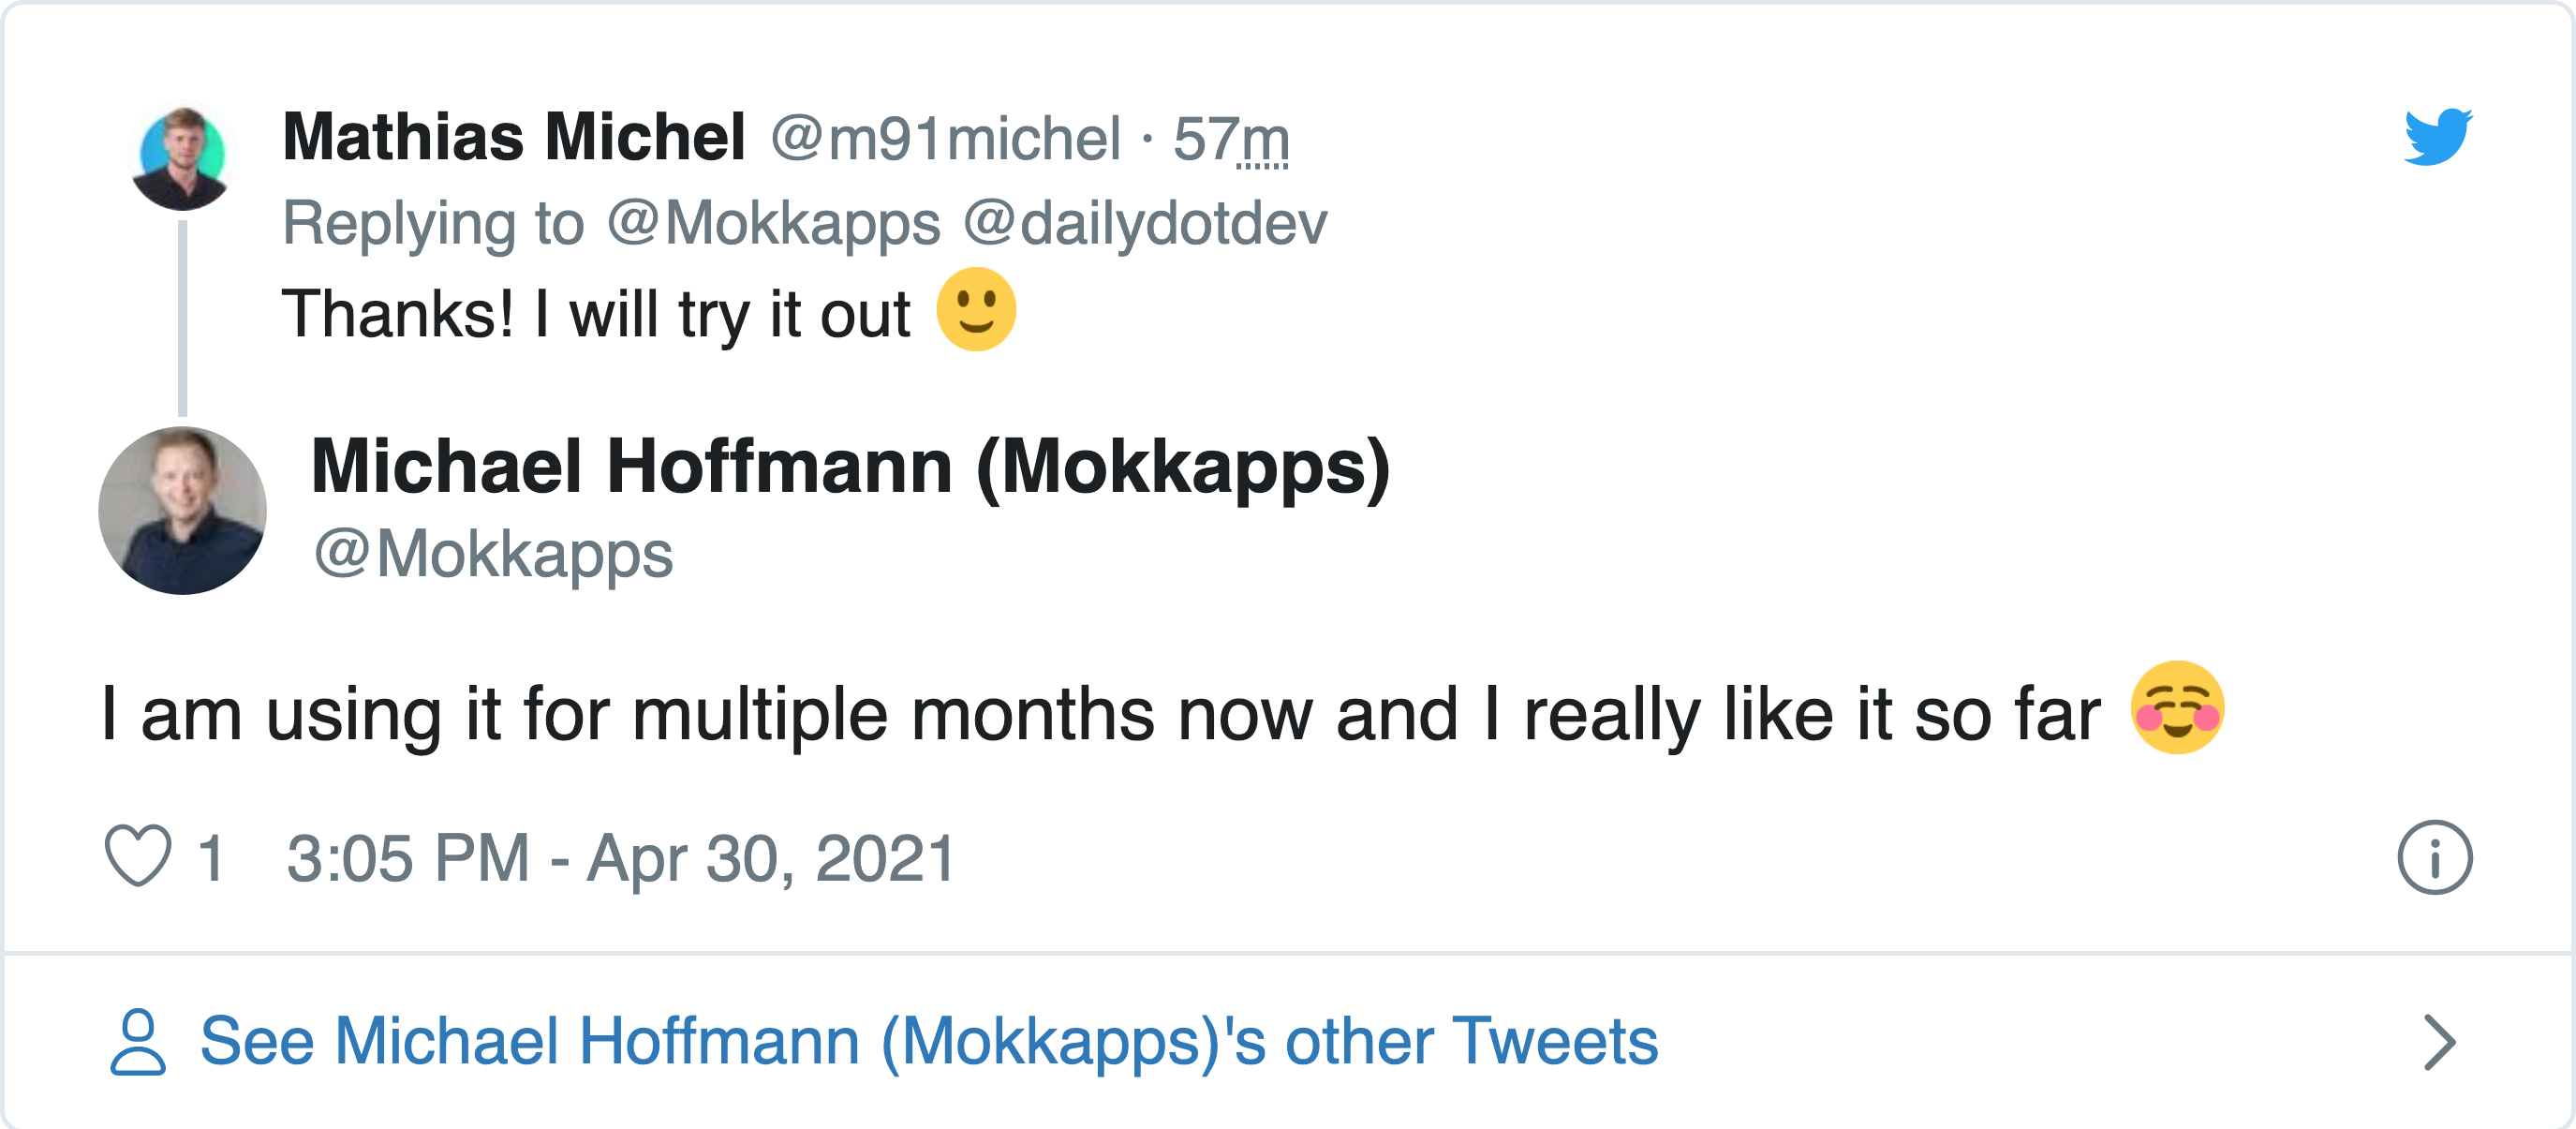 Mathias Michel @m91michel · 57m
Replying to @Mokkapps @dailydotdev
Thanks! I will try it out 🙂
Michael Hoffmann (Mokkapps)
@Mokkapps
I am using it for multiple months now and I really like it so far ☺️
1 3:05 PM - Apr 30, 2021
See Michael Hoffmann (Mokkapps)'s other Tweets